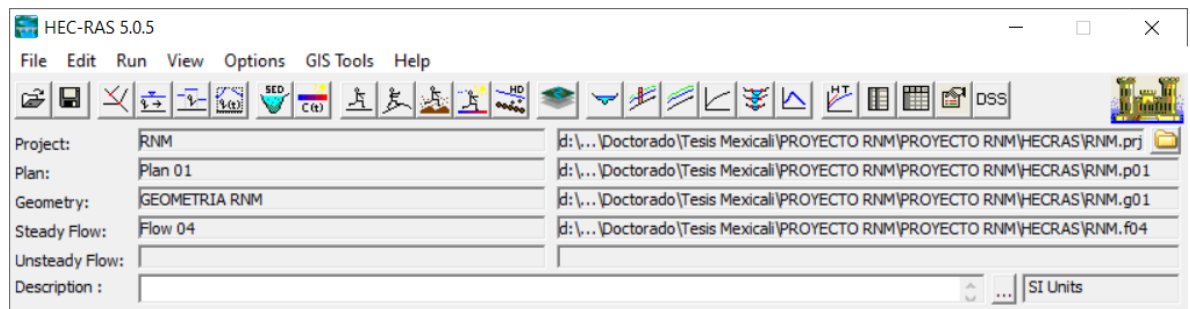 HEC-RAS 5.0.5
File Edit Run View Options GIS Tools Help
SED C(t) HD HT DSS
Project: RNM d:\...\Doctorado\Tesis Mexicali\PROYECTO RNM\PROYECTO RNM\HECRAS\RNM.prj
Plan: Plan 01 d:\...\Doctorado\Tesis Mexicali\PROYECTO RNM\PROYECTO RNM\HECRAS\RNM.p01
Geometry: GEOMETRIA RNM d:\...\Doctorado\Tesis Mexicali\PROYECTO RNM\PROYECTO RNM\HECRAS\RNM.g01
Steady Flow: Flow 04 d:\...\Doctorado\Tesis Mexicali\PROYECTO RNM\PROYECTO RNM\HECRAS\RNM.f04
Unsteady Flow:
Description : ... SI Units